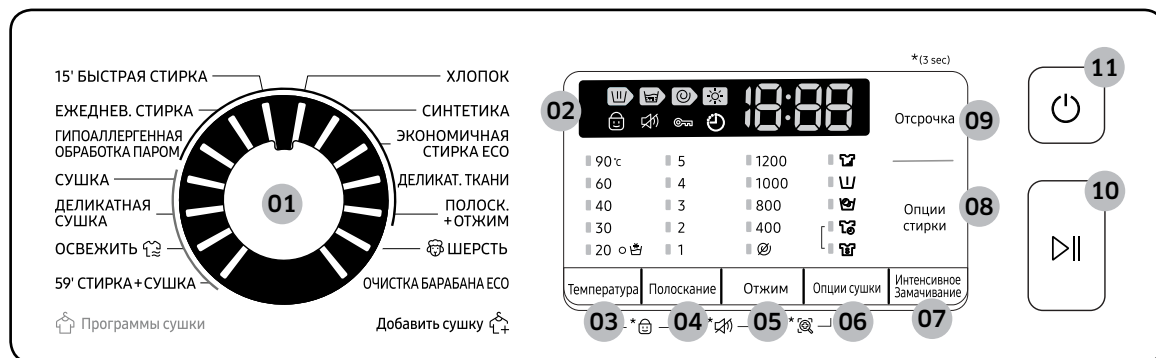 15' БЫСТРАЯ СТИРКА
ХЛОПОК
ЕЖЕДНЕВ. СТИРКА
СИНТЕТИКА
ГИПОАЛЛЕРГЕННАЯ
ОБРАБОТКА ПАРОМ
ЭКОНОМИЧНАЯ
СТИРКА ECO
СУШКА
ДЕЛИКАТ. ТКАНИ
ДЕЛИКАТНАЯ
СУШКА
ПОЛОСК.
+ОТЖИМ
ОСВЕЖИТЬ
ШЕРСТЬ
59' СТИРКА+СУШКА
ОЧИСТКА БАРАБАНА ECO
Программы сушки
Добавить сушку
01
02
18:88
*(3 sec)
Отсрочка 09
90℃ 5 1200
60 4 1000
40 3 800
30 2 400
20 1
Опции
стирки
08
Температура
Полоскание
Отжим
Опции сушки
Интенсивное
Замачивание
03 * 04 * 05 * 06
07
11
10